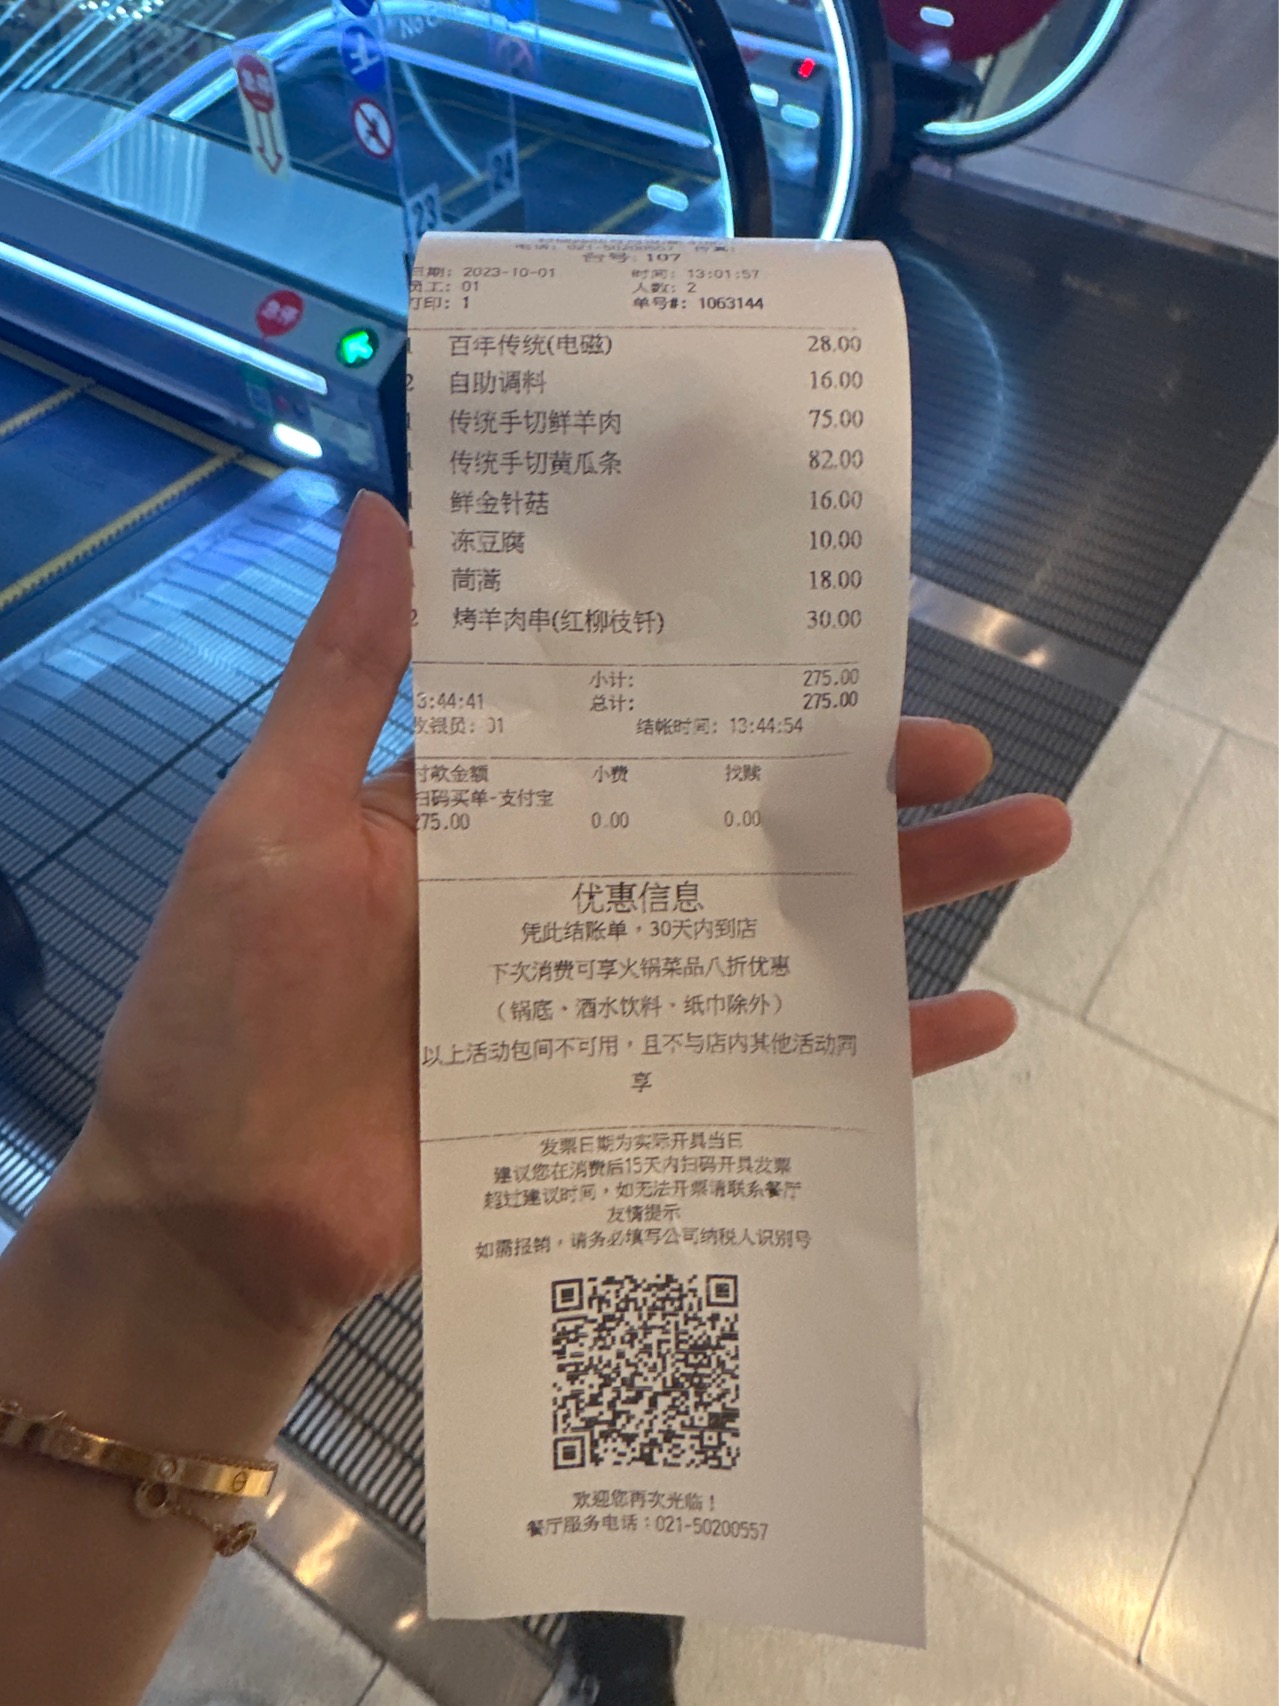 急停
No
23
24
急停
电话: 021-50200557
台号: 107
日期: 2023-10-01 时间: 13:01:57
员工: 01 人数: 2
打印: 1 单号#: 1063144
1 百年传统(电磁) 28.00
2 自助调料 16.00
1 传统手切鲜羊肉 75.00
1 传统手切黄瓜条 82.00
1 鲜金针菇 16.00
1 冻豆腐 10.00
茼蒿 18.00
2 烤羊肉串(红柳枝钎) 30.00
小计: 275.00
3:44:41 总计: 275.00
收银员: 01 结帐时间: 13:44:54
付款金额 小费 找赎
扫码买单-支付宝
275.00 0.00 0.00
优惠信息
凭此结账单，30天内到店
下次消费可享火锅菜品八折优惠
（锅底、酒水饮料、纸巾除外）
以上活动包间不可用，且不与店内其他活动同
享
发票日期为实际开具当日
建议您在消费后15天内扫码开具发票
超过建议时间，如无法开票请联系餐厅
友情提示
如需报销，请务必填写公司纳税人识别号
欢迎您再次光临！
餐厅服务电话：021-50200557